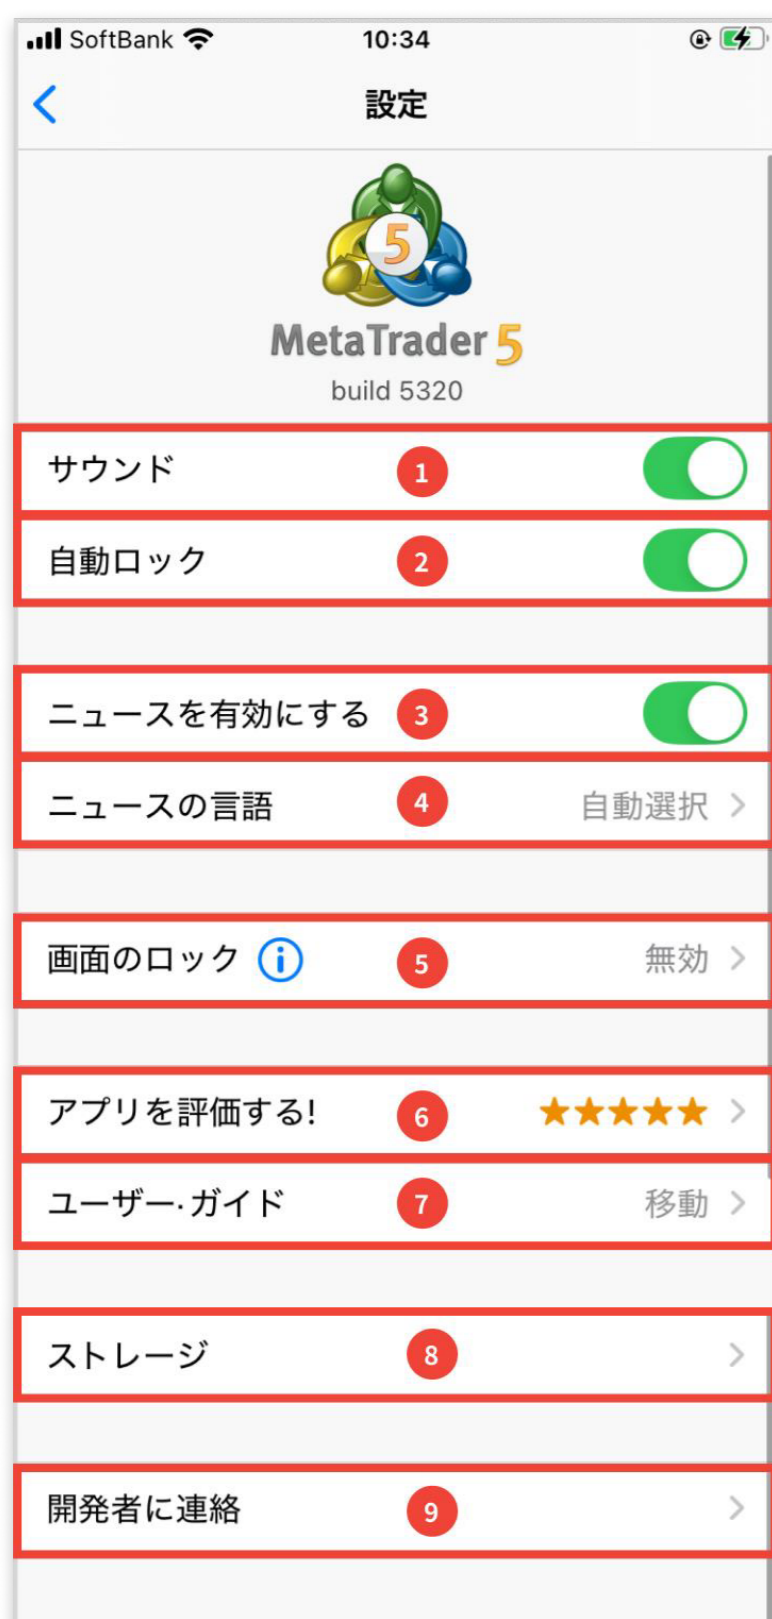 SoftBank 10:34
設定
5
MetaTrader 5
build 5320
サウンド 1
自動ロック 2
ニュースを有効にする 3
ニュースの言語 4 自動選択
画面のロック i 5 無効
アプリを評価する! 6 ★★★★★
ユーザー·ガイド 7 移動
ストレージ 8
開発者に連絡 9